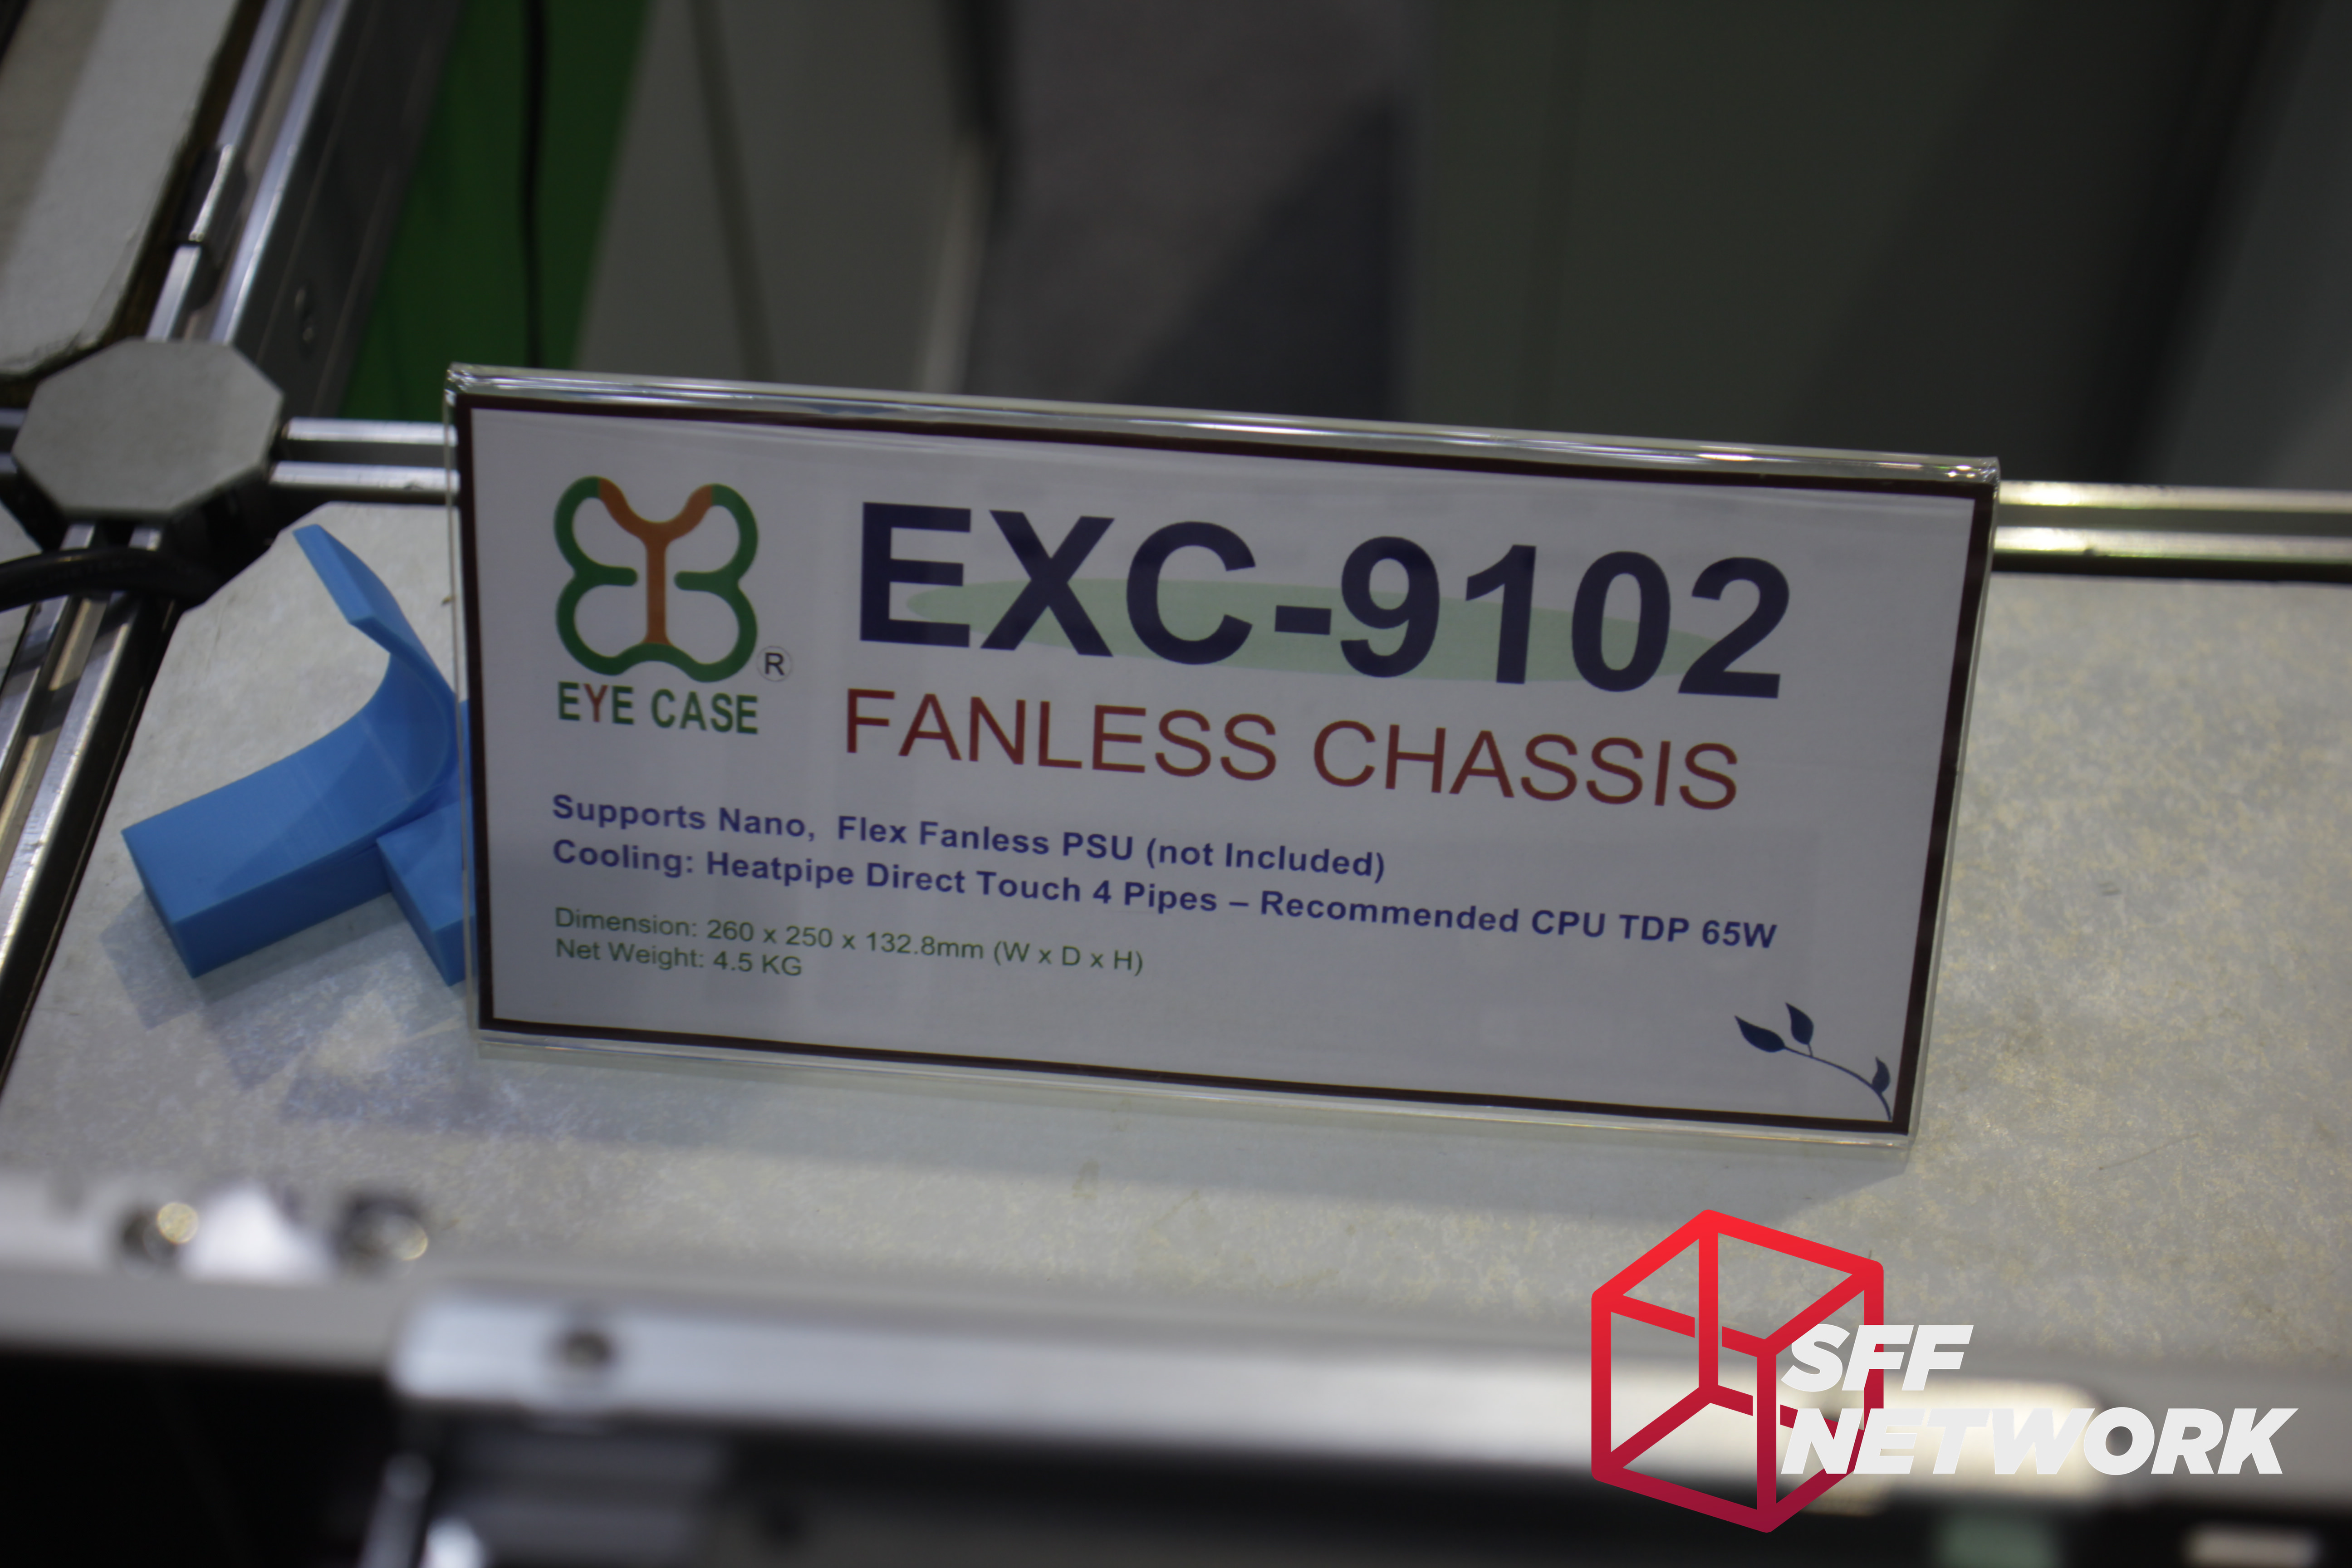 EXC-9102
FANLESS CHASSIS
®
EYE CASE
Supports Nano,  Flex Fanless PSU (not Included)
Cooling: Heatpipe Direct Touch 4 Pipes – Recommended CPU TDP 65W
Dimension: 260 x 250 x 132.8mm (W x D x H)
Net Weight: 4.5 KG
SFF
NETWORK